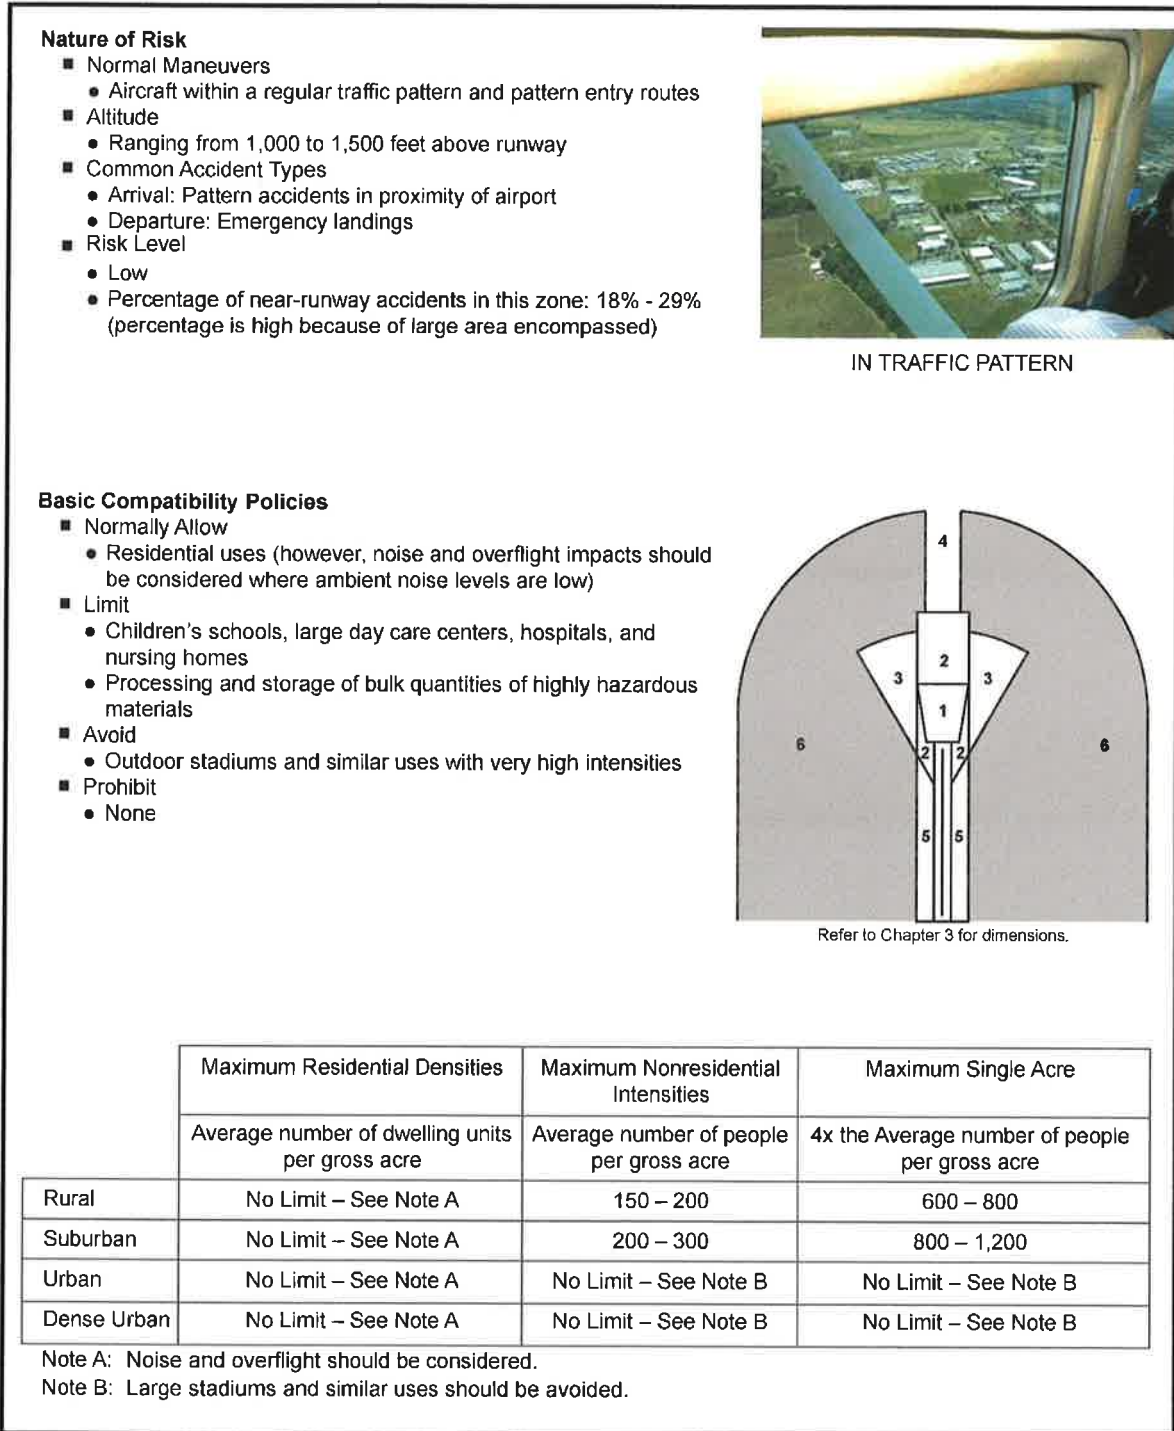 Nature of Risk
■ Normal Maneuvers
• Aircraft within a regular traffic pattern and pattern entry routes
■ Altitude
• Ranging from 1,000 to 1,500 feet above runway
■ Common Accident Types
• Arrival: Pattern accidents in proximity of airport
• Departure: Emergency landings
■ Risk Level
• Low
• Percentage of near-runway accidents in this zone: 18% - 29%
(percentage is high because of large area encompassed)
IN TRAFFIC PATTERN
Basic Compatibility Policies
■ Normally Allow
• Residential uses (however, noise and overflight impacts should
be considered where ambient noise levels are low)
■ Limit
• Children's schools, large day care centers, hospitals, and
nursing homes
• Processing and storage of bulk quantities of highly hazardous
materials
■ Avoid
• Outdoor stadiums and similar uses with very high intensities
■ Prohibit
• None
4
2
3 3
1
6 6
2 2
5 5
Refer to Chapter 3 for dimensions.
Maximum Residential Densities Maximum Nonresidential Maximum Single Acre
Intensities
Average number of dwelling units Average number of people 4x the Average number of people
per gross acre per gross acre per gross acre
Rural No Limit – See Note A 150 – 200 600 – 800
Suburban No Limit – See Note A 200 – 300 800 – 1,200
Urban No Limit – See Note A No Limit – See Note B No Limit – See Note B
Dense Urban No Limit – See Note A No Limit – See Note B No Limit – See Note B
Note A: Noise and overflight should be considered.
Note B: Large stadiums and similar uses should be avoided.